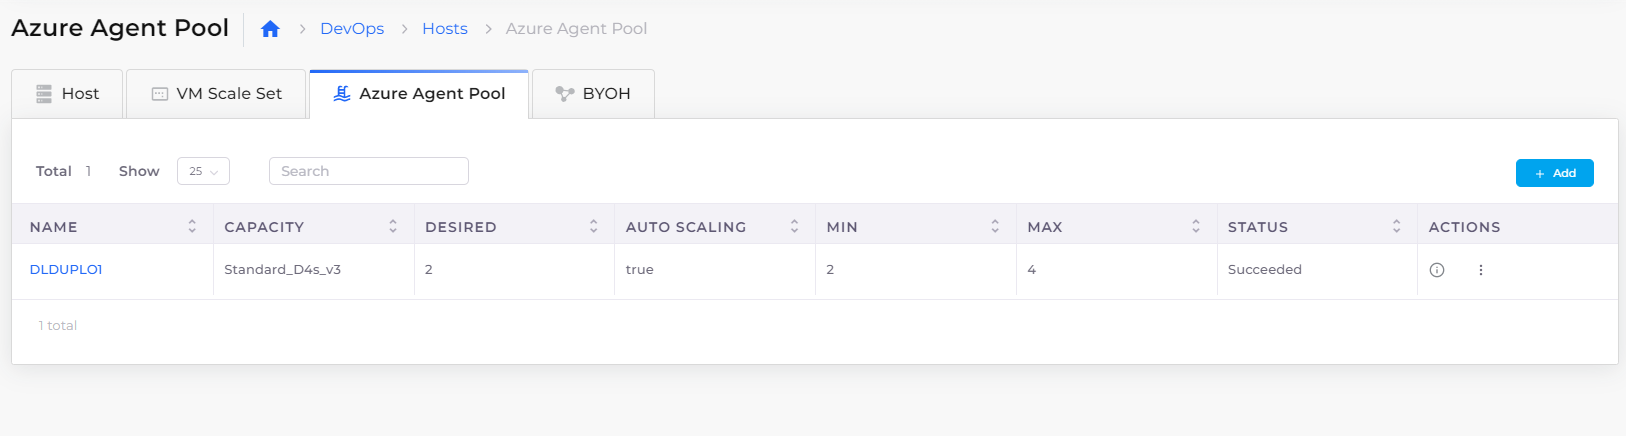 Azure Agent Pool DevOps Hosts Azure Agent Pool
Host VM Scale Set Azure Agent Pool BYOH
Total 1 Show 25 Search + Add
NAME CAPACITY DESIRED AUTO SCALING MIN MAX STATUS ACTIONS
DLDUPLO1 Standard_D4s_v3 2 true 2 4 Succeeded
1 total